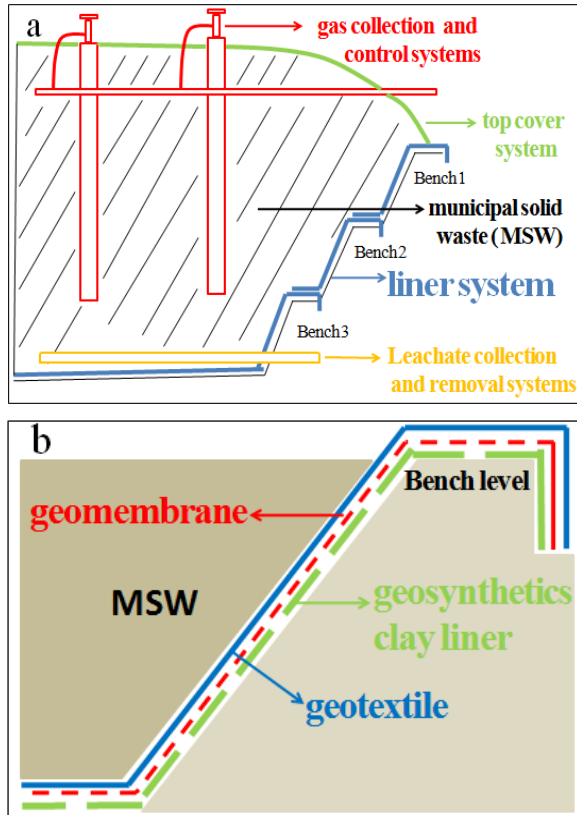 a
gas collection and
control systems
top cover
system
Bench1
municipal solid
waste (MSW)
Bench2
liner system
Bench3
Leachate collection
and removal systems
b
Bench level
geomembrane
MSW
geosynthetics
clay liner
geotextile